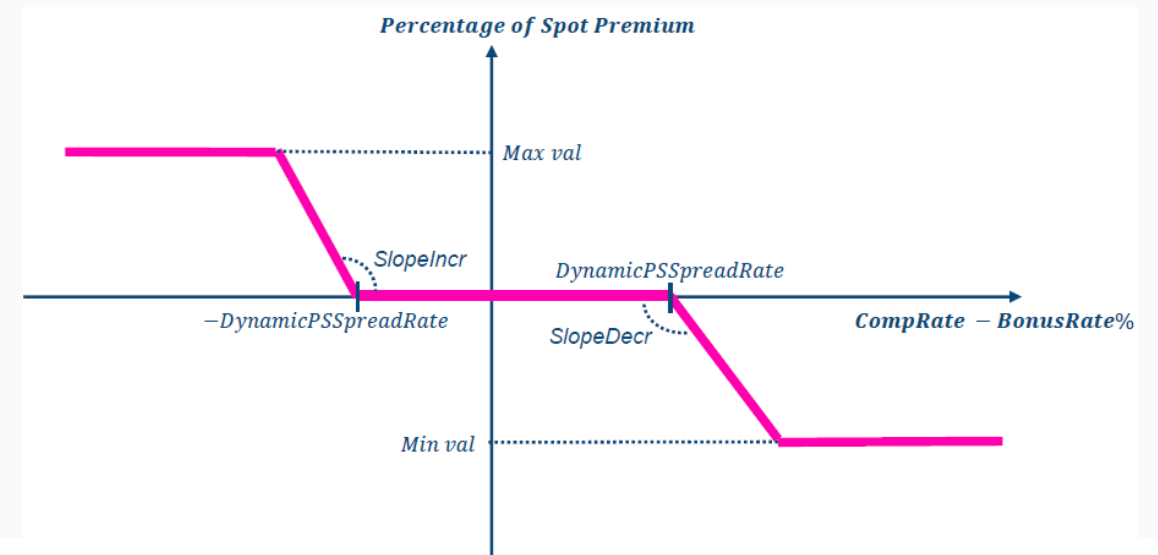 Percentage of Spot Premium
Max val
SlopeIncr
DynamicPSSpreadRate
−DynamicPSSpreadRate
CompRate − BonusRate%
SlopeDecr
Min val